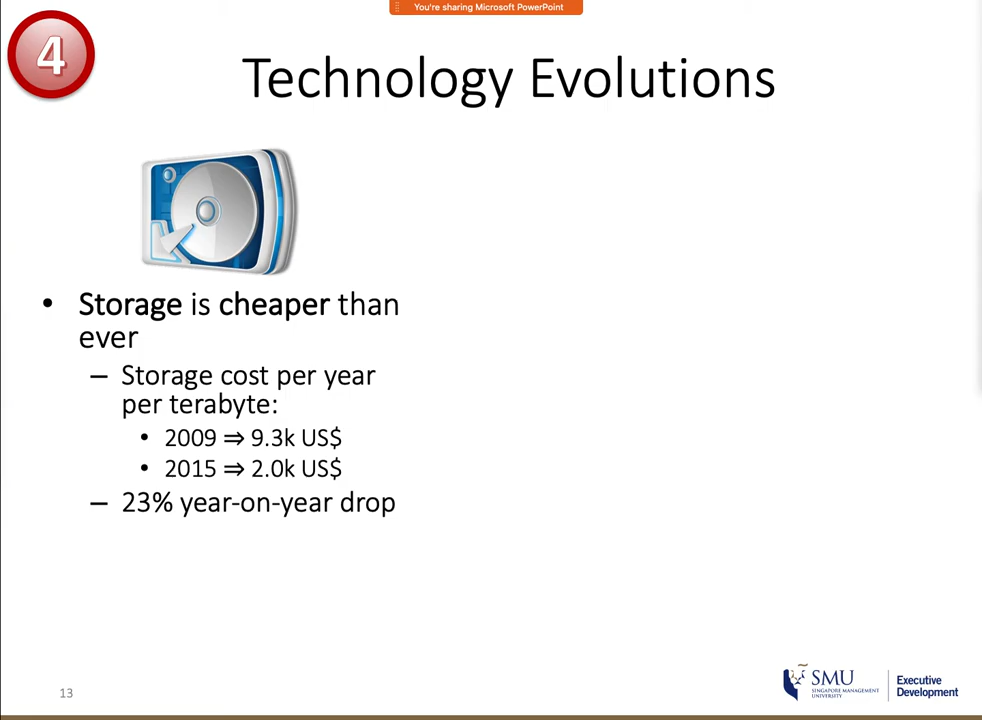 You're sharing Microsoft PowerPoint
4
Technology Evolutions
• Storage is cheaper than
ever
– Storage cost per year
per terabyte:
• 2009 ⇒ 9.3k US$
• 2015 ⇒ 2.0k US$
– 23% year-on-year drop
13
SMU
SINGAPORE MANAGEMENT
UNIVERSITY
Executive
Development